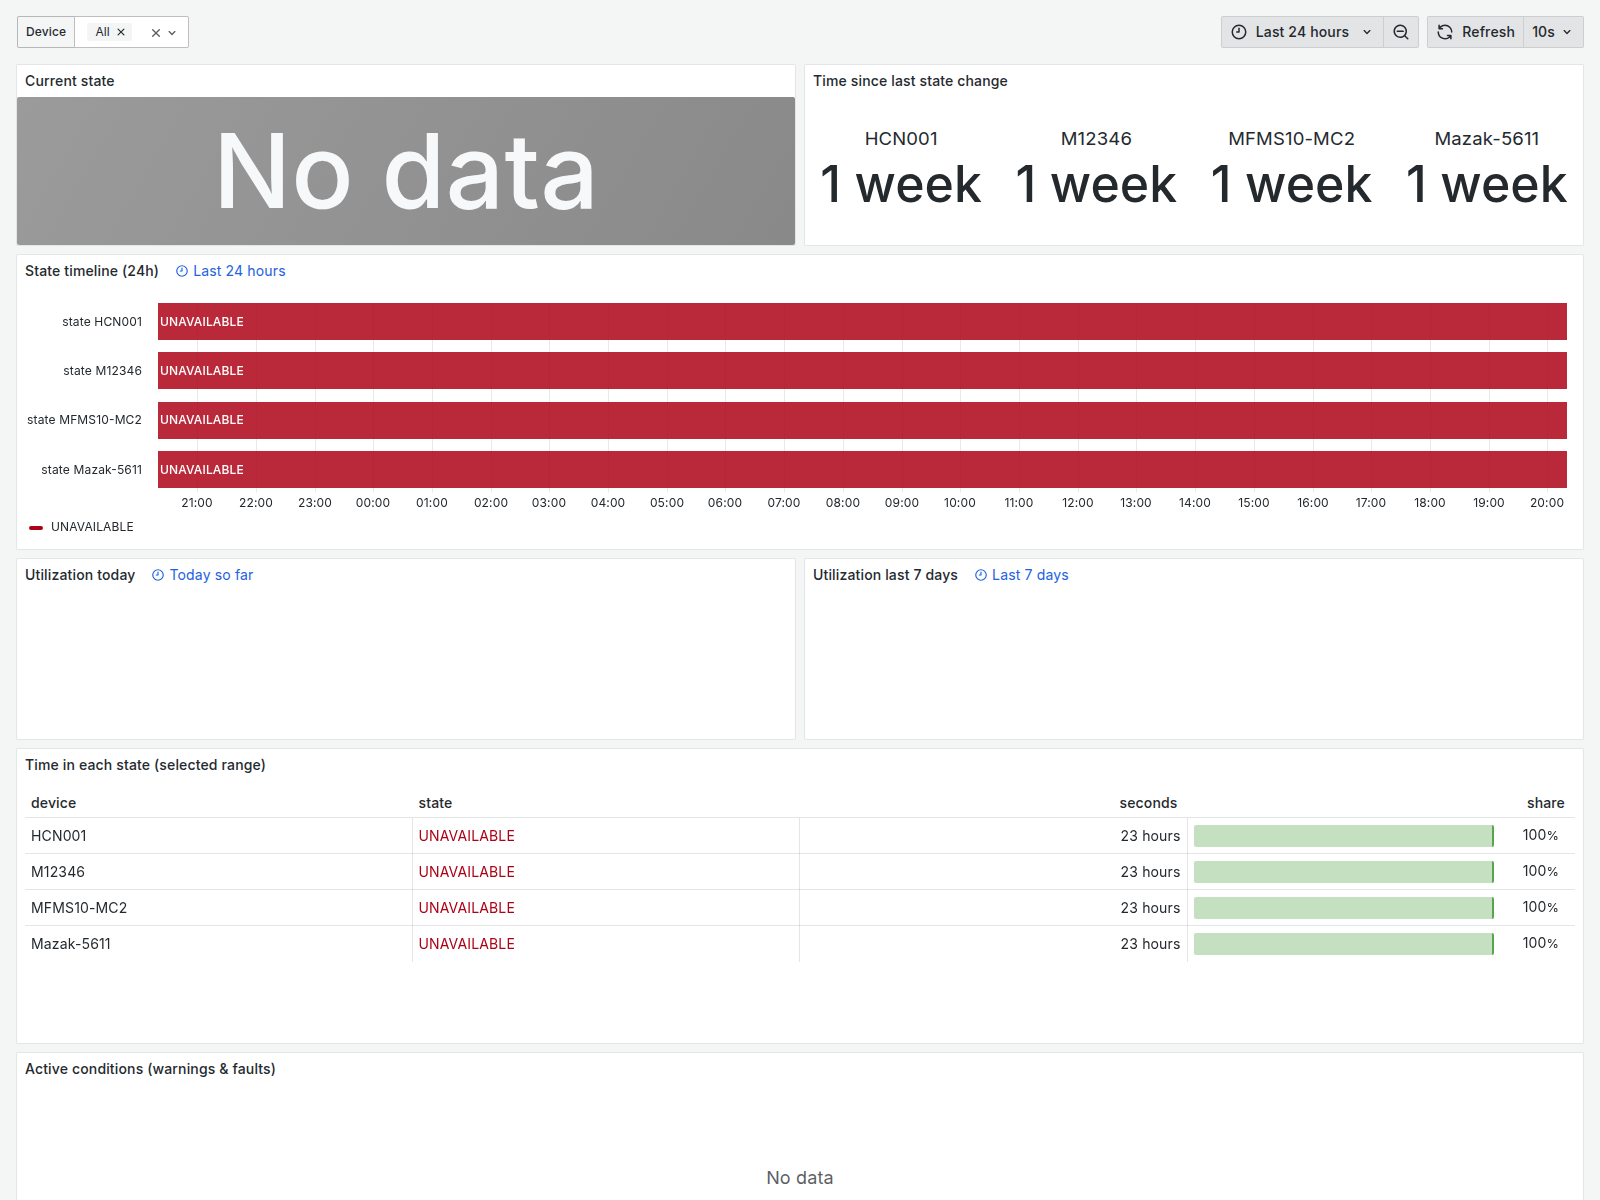 Device All
Last 24 hours Refresh 10s
Current state
No data
Time since last state change
HCN001 M12346 MFMS10-MC2 Mazak-5611
1 week 1 week 1 week 1 week
State timeline (24h) Last 24 hours
state HCN001 UNAVAILABLE
state M12346 UNAVAILABLE
state MFMS10-MC2 UNAVAILABLE
state Mazak-5611 UNAVAILABLE
21:00 22:00 23:00 00:00 01:00 02:00 03:00 04:00 05:00 06:00 07:00 08:00 09:00 10:00 11:00 12:00 13:00 14:00 15:00 16:00 17:00 18:00 19:00 20:00
UNAVAILABLE
Utilization today Today so far
Utilization last 7 days Last 7 days
Time in each state (selected range)
device state seconds share
HCN001 UNAVAILABLE 23 hours 100%
M12346 UNAVAILABLE 23 hours 100%
MFMS10-MC2 UNAVAILABLE 23 hours 100%
Mazak-5611 UNAVAILABLE 23 hours 100%
Active conditions (warnings & faults)
No data